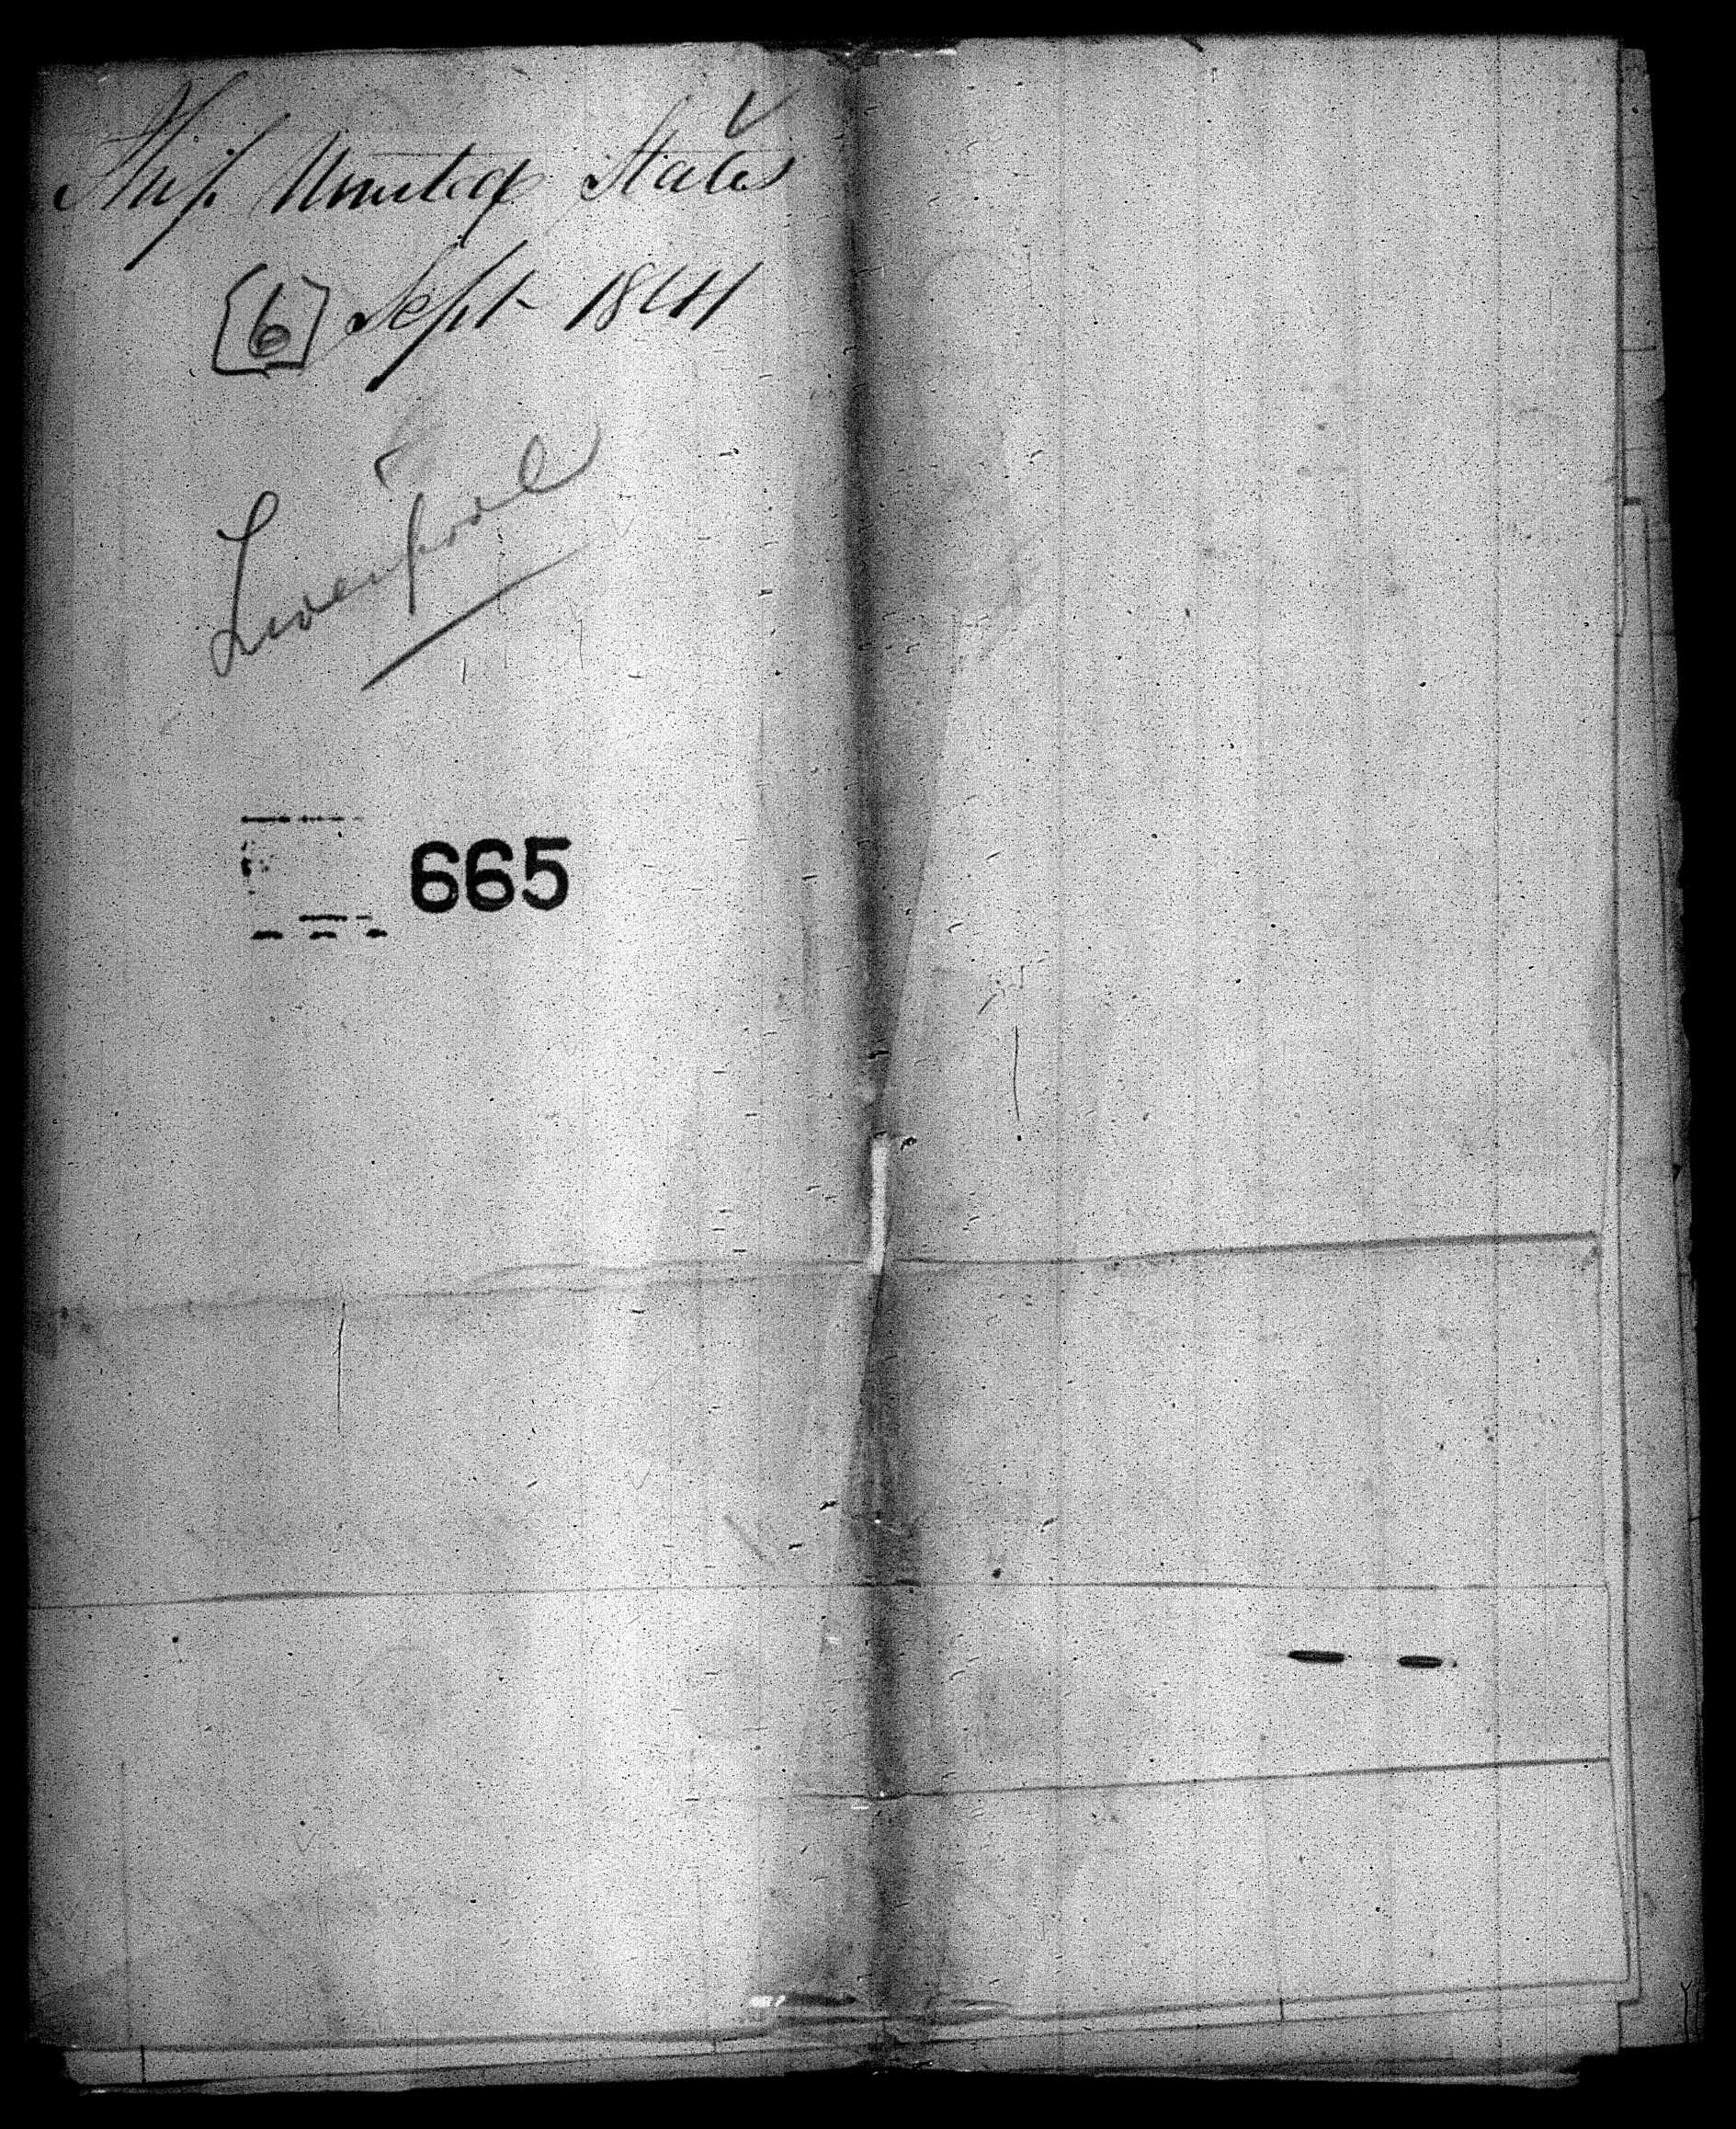 Ship United States
[6] Sept 1841
Liverpool
665